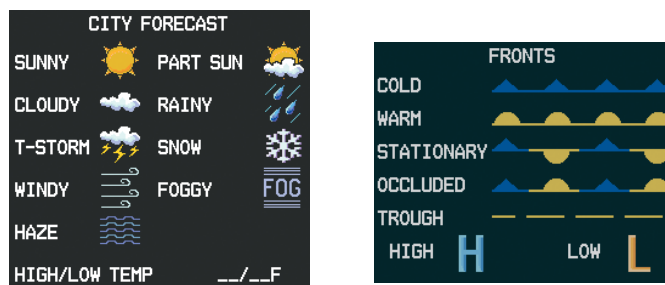 CITY FORECAST
SUNNY PART SUN
CLOUDY RAINY
T-STORM SNOW
WINDY FOGGY FOG
HAZE
HIGH/LOW TEMP __/__F
FRONTS
COLD
WARM
STATIONARY
OCCLUDED
TROUGH
HIGH H LOW L